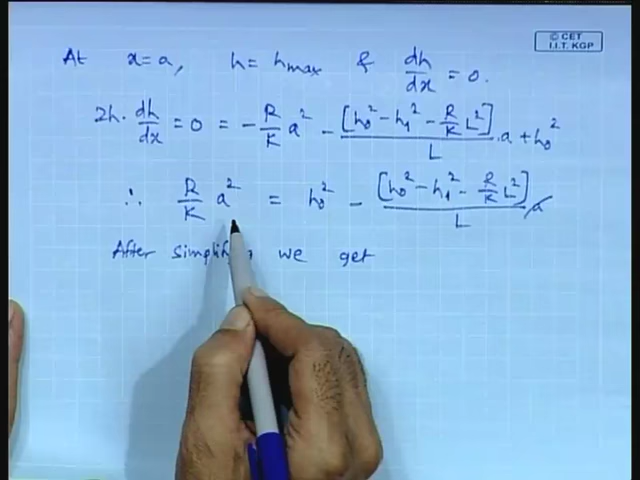 © CET
I.I.T. KGP
At x = a, h = hmax & dh/dx = 0.
2h. dh/dx = 0 = - R/K a² - [h₀² - h₁² - R/K L²]/L .a + h₀²
∴ R/K a² = h₀² - [h₀² - h₁² - R/K L²]/L a
After we get